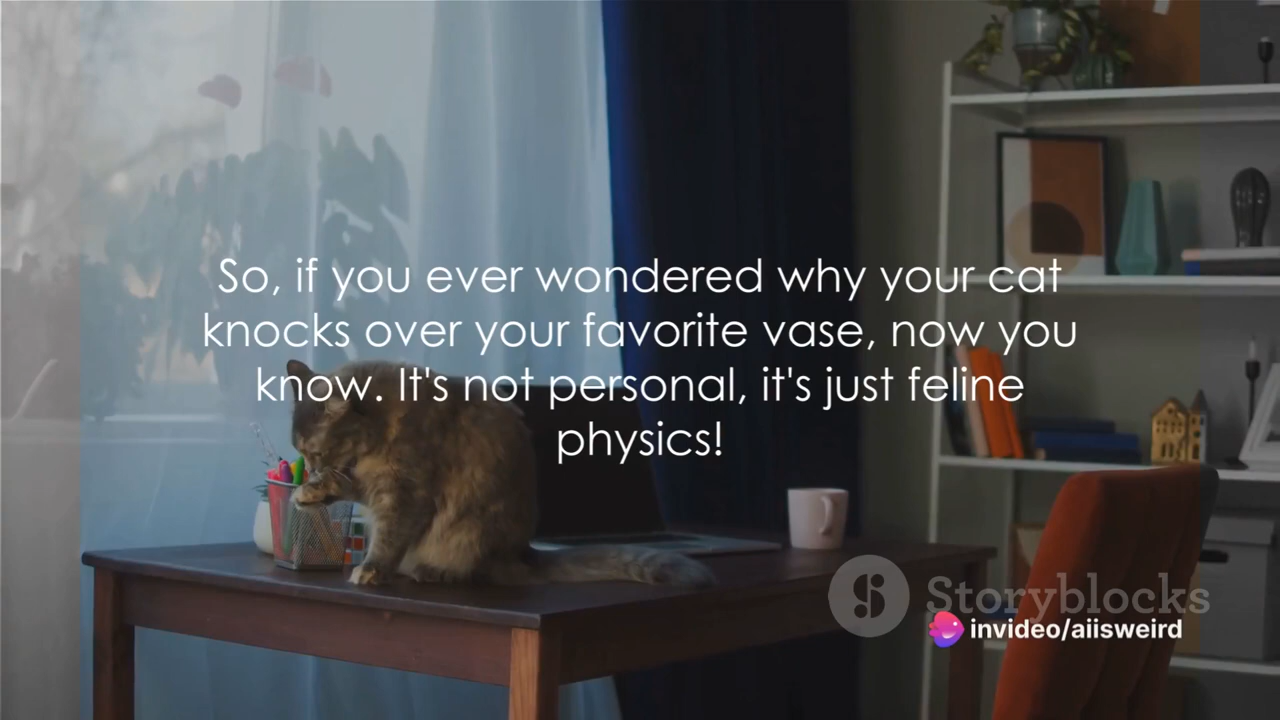 So, if you ever wondered why your cat
knocks over your favorite vase, now you
know. It's not personal, it's just feline
physics!
Storyblocks
invideo/aiisweird